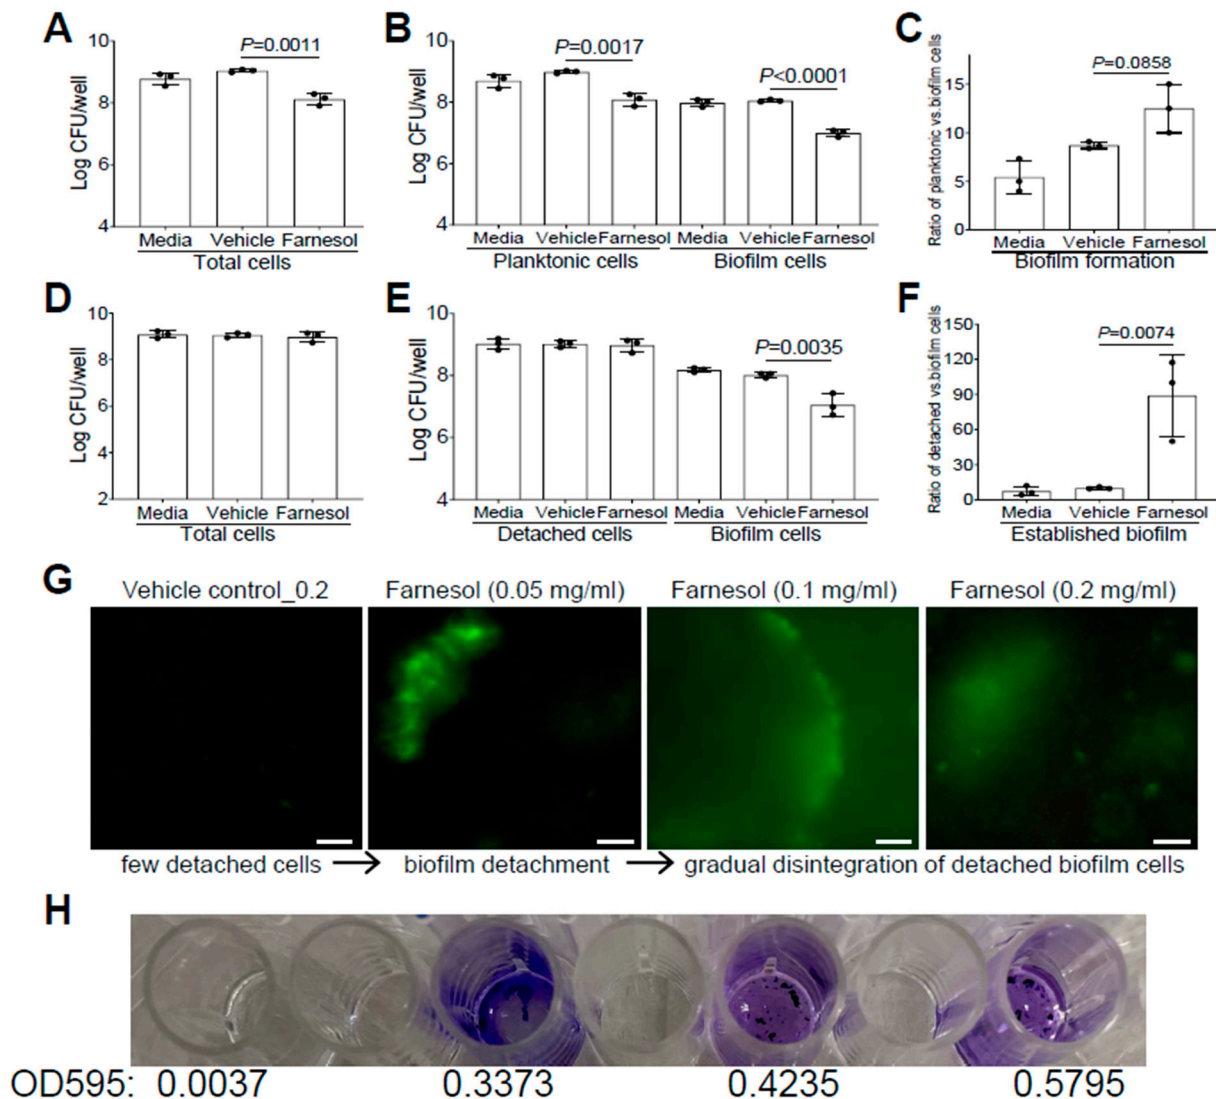 A
Log CFU/well
10
8
6
4
P=0.0011
Media Vehicle Farnesol
Total cells
B
Log CFU/well
10
8
6
4
P=0.0017
P<0.0001
Media Vehicle Farnesol Media Vehicle Farnesol
Planktonic cells Biofilm cells
C
Ratio of planktonic vs.biofilm cells
15
10
5
0
P=0.0858
Media Vehicle Farnesol
Biofilm formation
D
Log CFU/well
10
8
6
4
2
Media Vehicle Farnesol
Total cells
E
Log CFU/well
10
8
6
4
P=0.0035
Media Vehicle Farnesol Media Vehicle Farnesol
Detached cells Biofilm cells
F
Ratio of detached vs.biofilm cells
150
120
90
60
30
0
P=0.0074
Media Vehicle Farnesol
Established biofilm
G
Vehicle control_0.2 Farnesol (0.05 mg/ml) Farnesol (0.1 mg/ml) Farnesol (0.2 mg/ml)
few detached cells → biofilm detachment → gradual disintegration of detached biofilm cells
H
OD595: 0.0037 0.3373 0.4235 0.5795